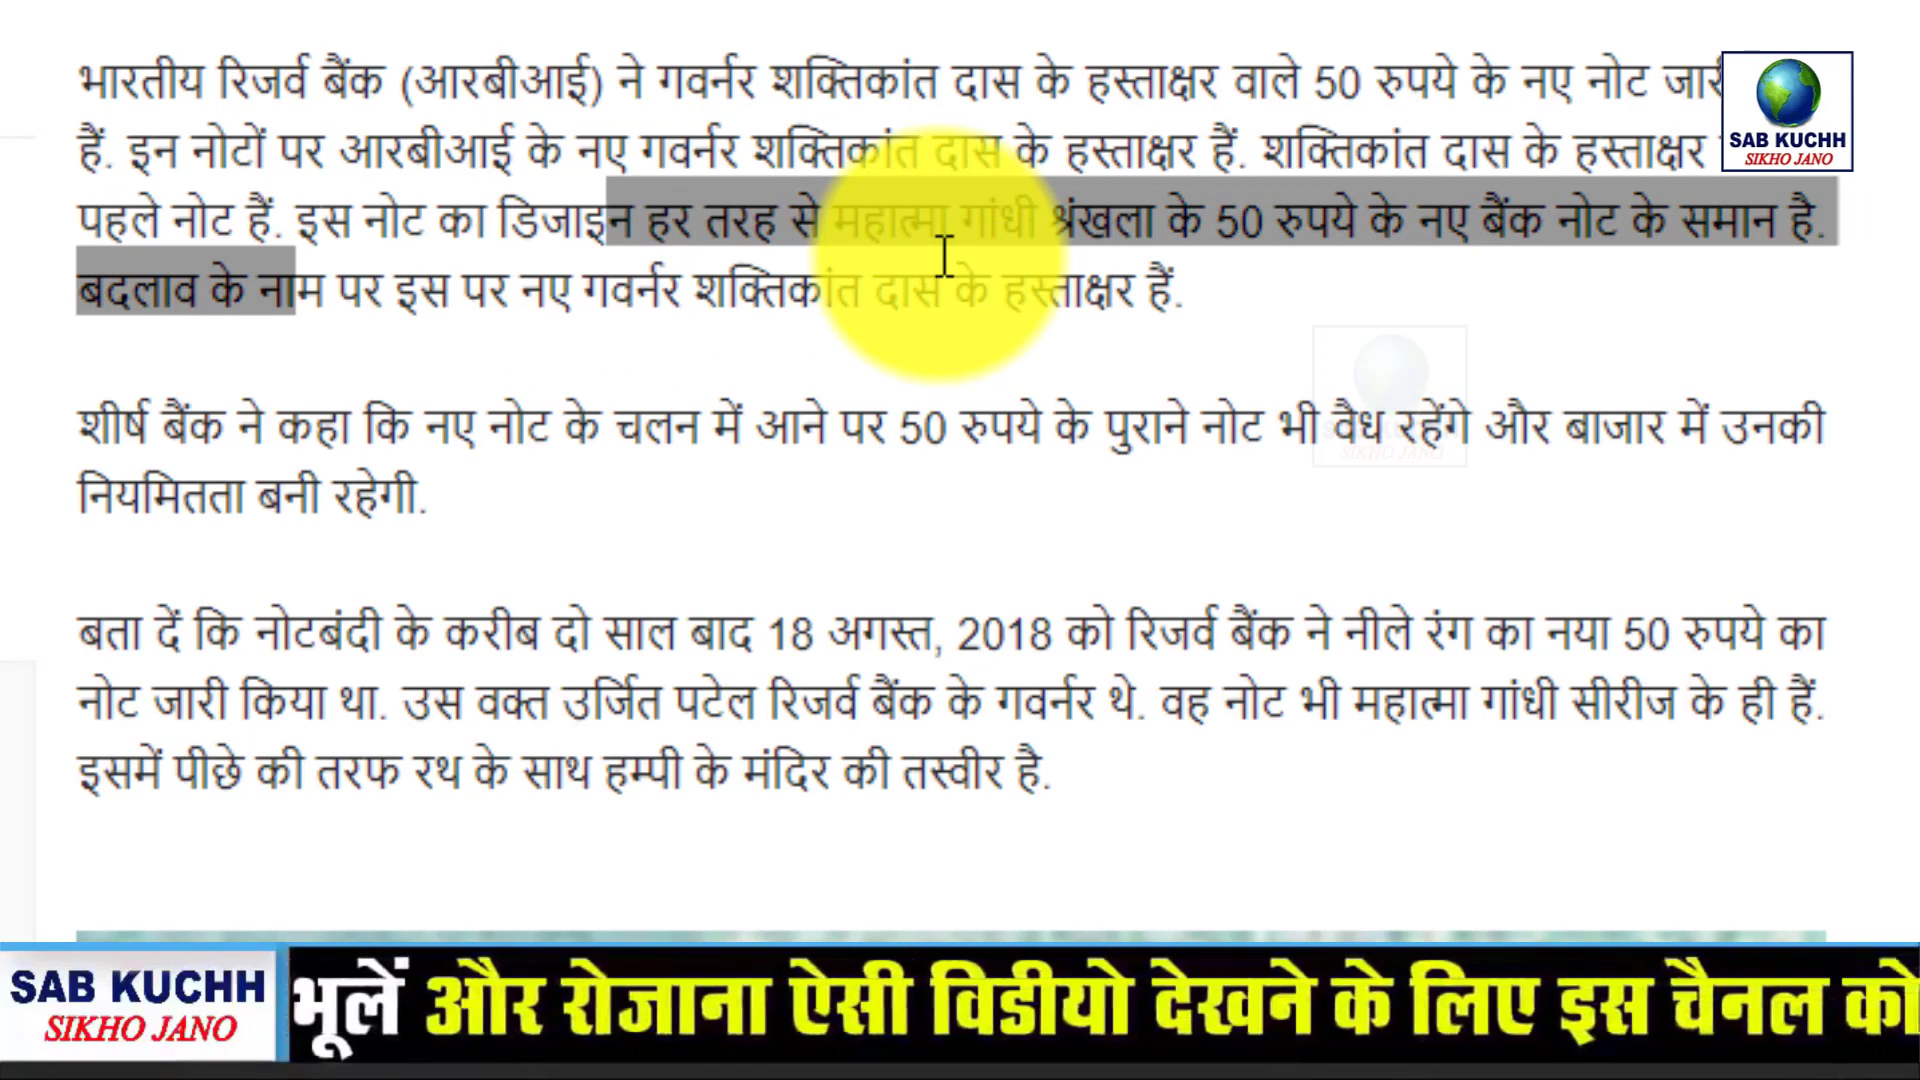 भारतीय रिजर्व बैंक (आरबीआई) ने गवर्नर शक्तिकांत दास के हस्ताक्षर वाले 50 रुपये के नए नोट
हैं. इन नोटों पर आरबीआई के नए गवर्नर शक्तिकांत दास के हस्ताक्षर हैं. शक्तिकांत दास के हस्ताक्षर
पहले नोट हैं. इस नोट का डिजाइन हर तरह से महात्मा गांधी श्रंखला के 50 रुपये के नए बैंक नोट के समान है.
बदलाव के नाम पर इस पर नए गवर्नर शक्तिकांत दास के हस्ताक्षर हैं.
शीर्ष बैंक ने कहा कि नए नोट के चलन में आने पर 50 रुपये के पुराने नोट भी वैध रहेंगे और बाजार में उनकी
नियमितता बनी रहेगी.
बता दें कि नोटबंदी के करीब दो साल बाद 18 अगस्त, 2018 को रिजर्व बैंक ने नीले रंग का नया 50 रुपये का
नोट जारी किया था. उस वक्त उर्जित पटेल रिजर्व बैंक के गवर्नर थे. वह नोट भी महात्मा गांधी सीरीज के ही हैं.
इसमें पीछे की तरफ रथ के साथ हम्पी के मंदिर की तस्वीर है.
SAB KUCHH
SIKHO JANO
SAB KUCHH
SIKHO JANO
भूलें और रोजाना ऐसी विडीयो देखने के लिए इस चैनल को